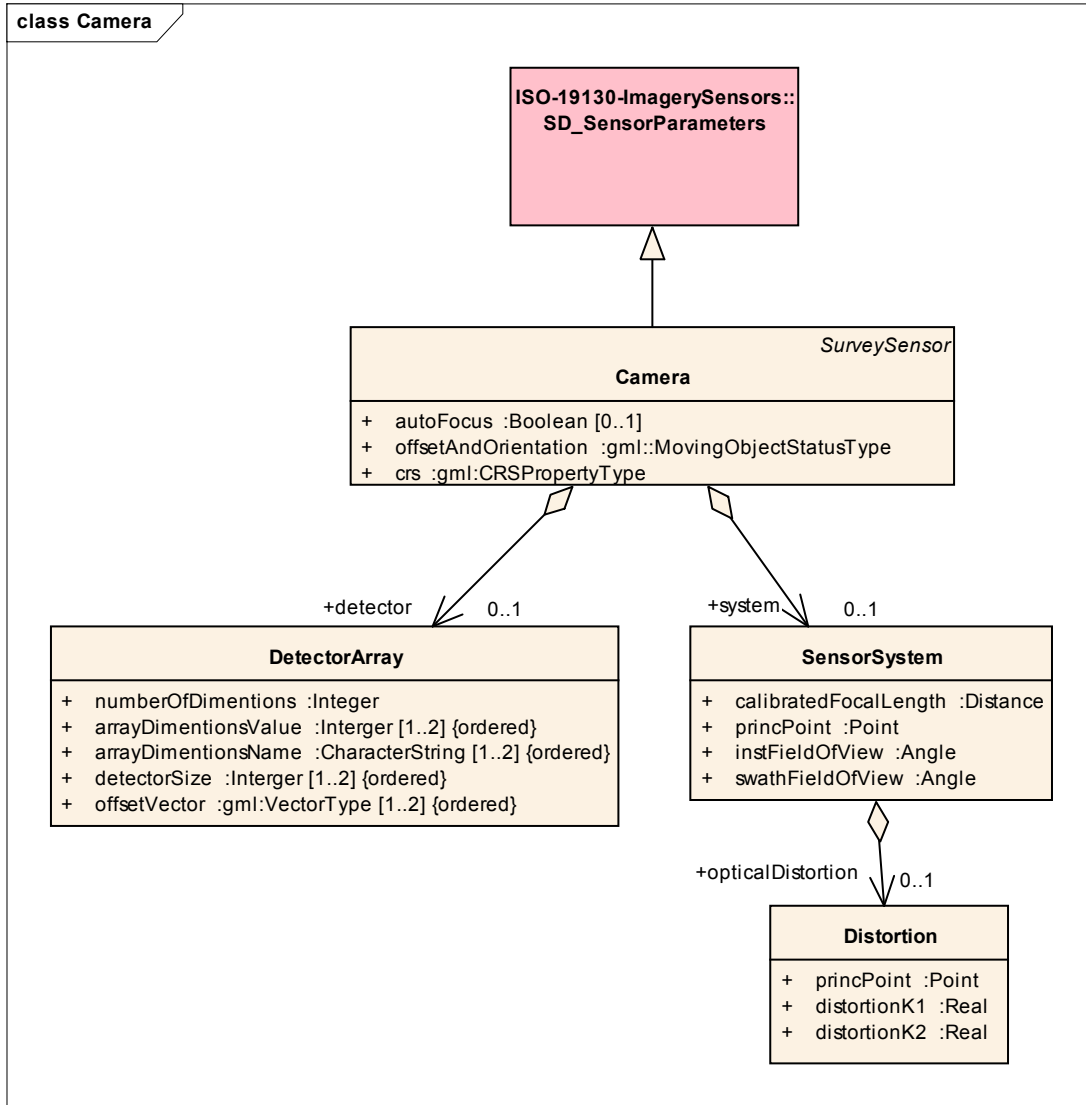 class Camera
ISO-19130-ImagerySensors::
SD_SensorParameters
SurveySensor
Camera
+ autoFocus :Boolean [0..1]
+ offsetAndOrientation :gml::MovingObjectStatusType
+ crs :gml:CRSPropertyType
+detector 0..1
+system 0..1
DetectorArray
+ numberOfDimentions :Integer
+ arrayDimentionsValue :Interger [1..2] {ordered}
+ arrayDimentionsName :CharacterString [1..2] {ordered}
+ detectorSize :Interger [1..2] {ordered}
+ offsetVector :gml:VectorType [1..2] {ordered}
SensorSystem
+ calibratedFocalLength :Distance
+ princPoint :Point
+ instFieldOfView :Angle
+ swathFieldOfView :Angle
+opticalDistortion 0..1
Distortion
+ princPoint :Point
+ distortionK1 :Real
+ distortionK2 :Real